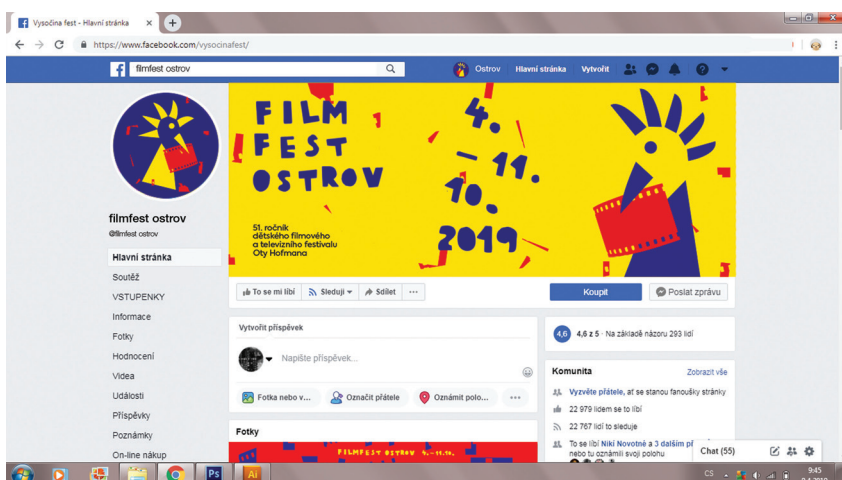 Vysočina fest - Hlavní stránka
https://www.facebook.com/vysocinafest/
filmfest ostrov
Ostrov Hlavní stránka Vytvořit
FILM
FEST
OSTROV
4.
– 11.
10.
2019
51. ročník
dětského filmového
a televizního festivalu
Oty Hofmana
filmfest ostrov
@filmfest ostrov
Hlavní stránka
Soutěž
VSTUPENKY
Informace
Fotky
Hodnocení
Videa
Události
Příspěvky
Poznámky
On-line nákup
To se mi líbí Sleduji Sdílet ...
Koupit
Poslat zprávu
Vytvořit příspěvek
Napište příspěvek...
Fotka nebo v... Označit přátele Oznámit polo... ...
Fotky
FILMFEST OSTROV 4.-11.10.
4,6 4,6 z 5 · Na základě názoru 293 lidí
Komunita Zobrazit vše
Vyzvěte přátele, ať se stanou fanoušky stránky
22 979 lidem se to líbí
22 767 lidí to sleduje
To se líbí Niki Novotné a 3 dalším
nebo tu oznámili svoji polohu
Chat (55)
Ps
Ai
CS
9:45